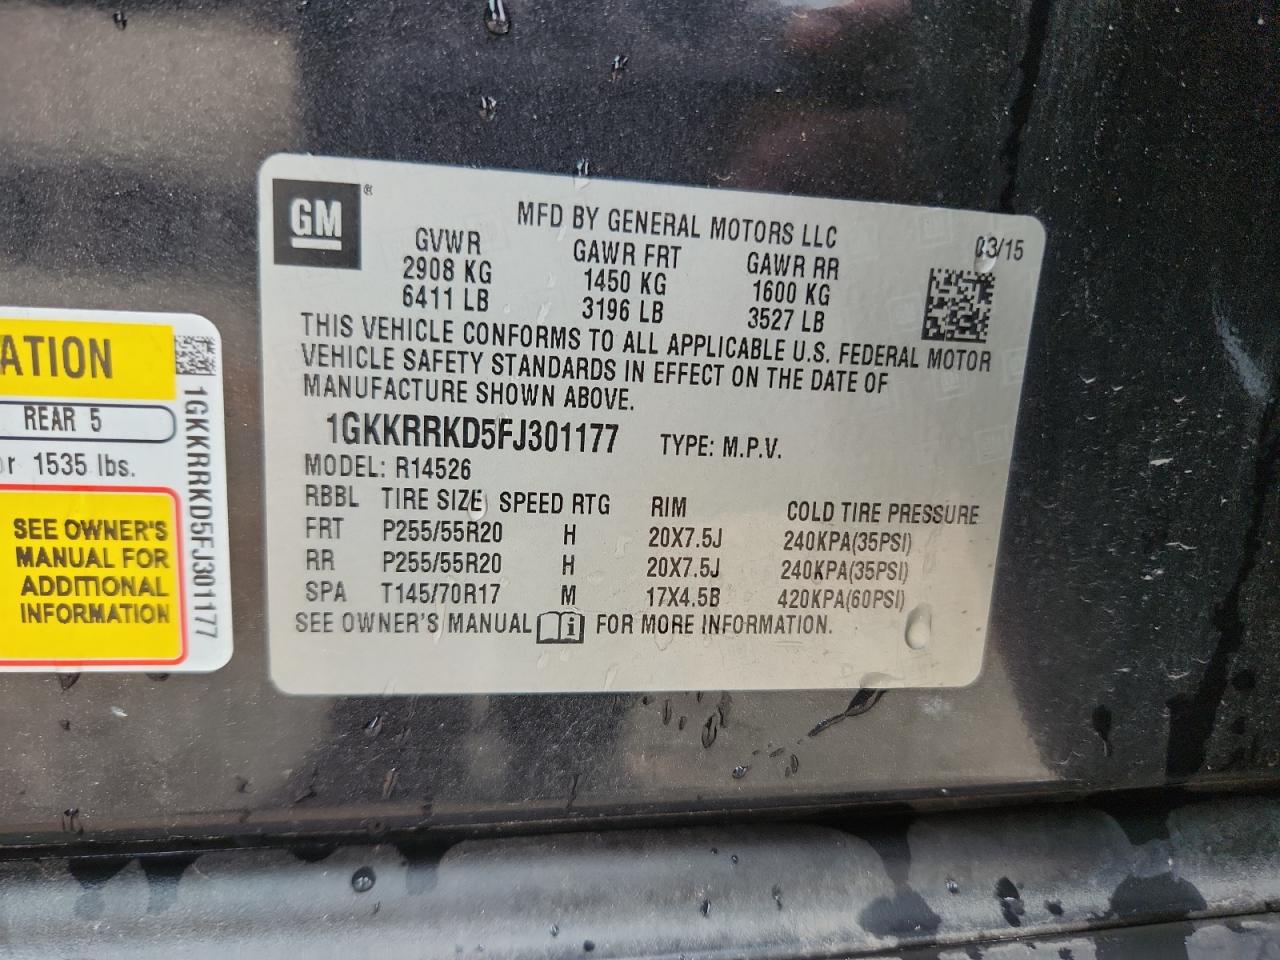 GM ®
MFD BY GENERAL MOTORS LLC
03/15
GVWR GAWR FRT GAWR RR
2908 KG 1450 KG 1600 KG
6411 LB 3196 LB 3527 LB
THIS VEHICLE CONFORMS TO ALL APPLICABLE U.S. FEDERAL MOTOR
VEHICLE SAFETY STANDARDS IN EFFECT ON THE DATE OF
MANUFACTURE SHOWN ABOVE.
1GKKRRKD5FJ301177 TYPE: M.P.V.
MODEL: R14526
RBBL TIRE SIZE SPEED RTG RIM COLD TIRE PRESSURE
FRT P255/55R20 H 20X7.5J 240KPA(35PSI)
RR P255/55R20 H 20X7.5J 240KPA(35PSI)
SPA T145/70R17 M 17X4.5B 420KPA(60PSI)
SEE OWNER'S MANUAL FOR MORE INFORMATION.
ATION
REAR 5
r 1535 lbs.
SEE OWNER'S
MANUAL FOR
ADDITIONAL
INFORMATION
1GKKRRKD5FJ301177